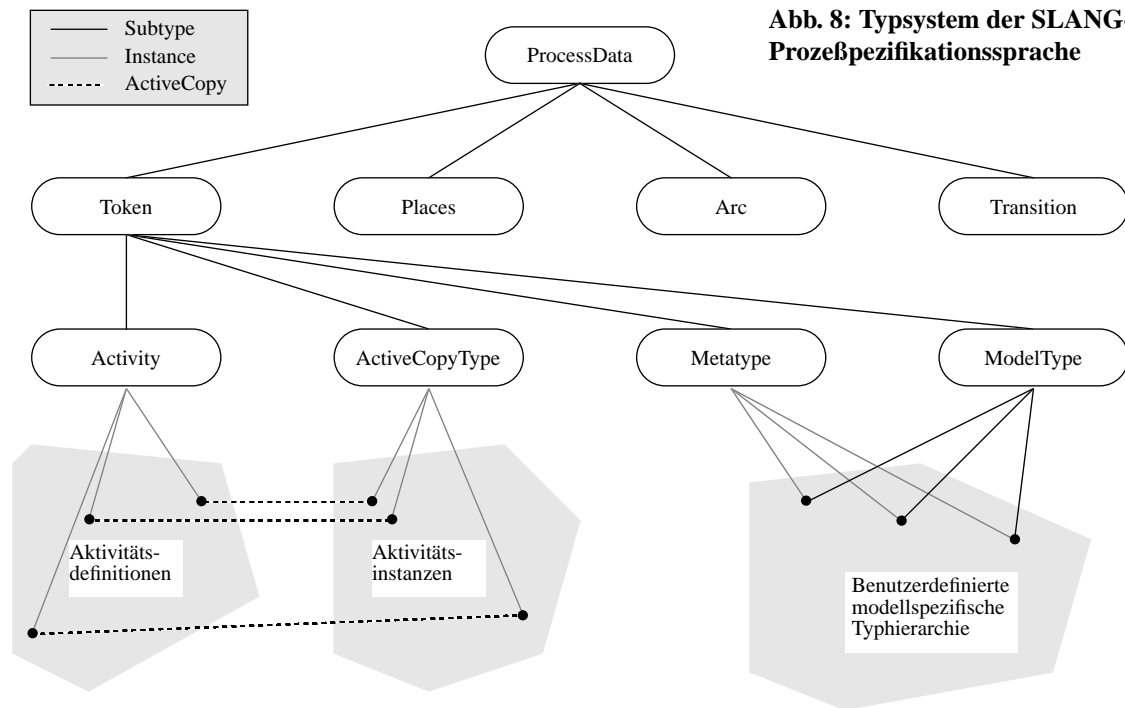 Abb. 8: Typsystem der SLANG-
Prozeßpezifikationssprache
Subtype
Instance
ActiveCopy
ProcessData
Token
Places
Arc
Transition
Activity
ActiveCopyType
Metatype
ModelType
Aktivitäts-
definitionen
Aktivitäts-
instanzen
Benutzerdefinierte
modellspezifische
Typhierarchie